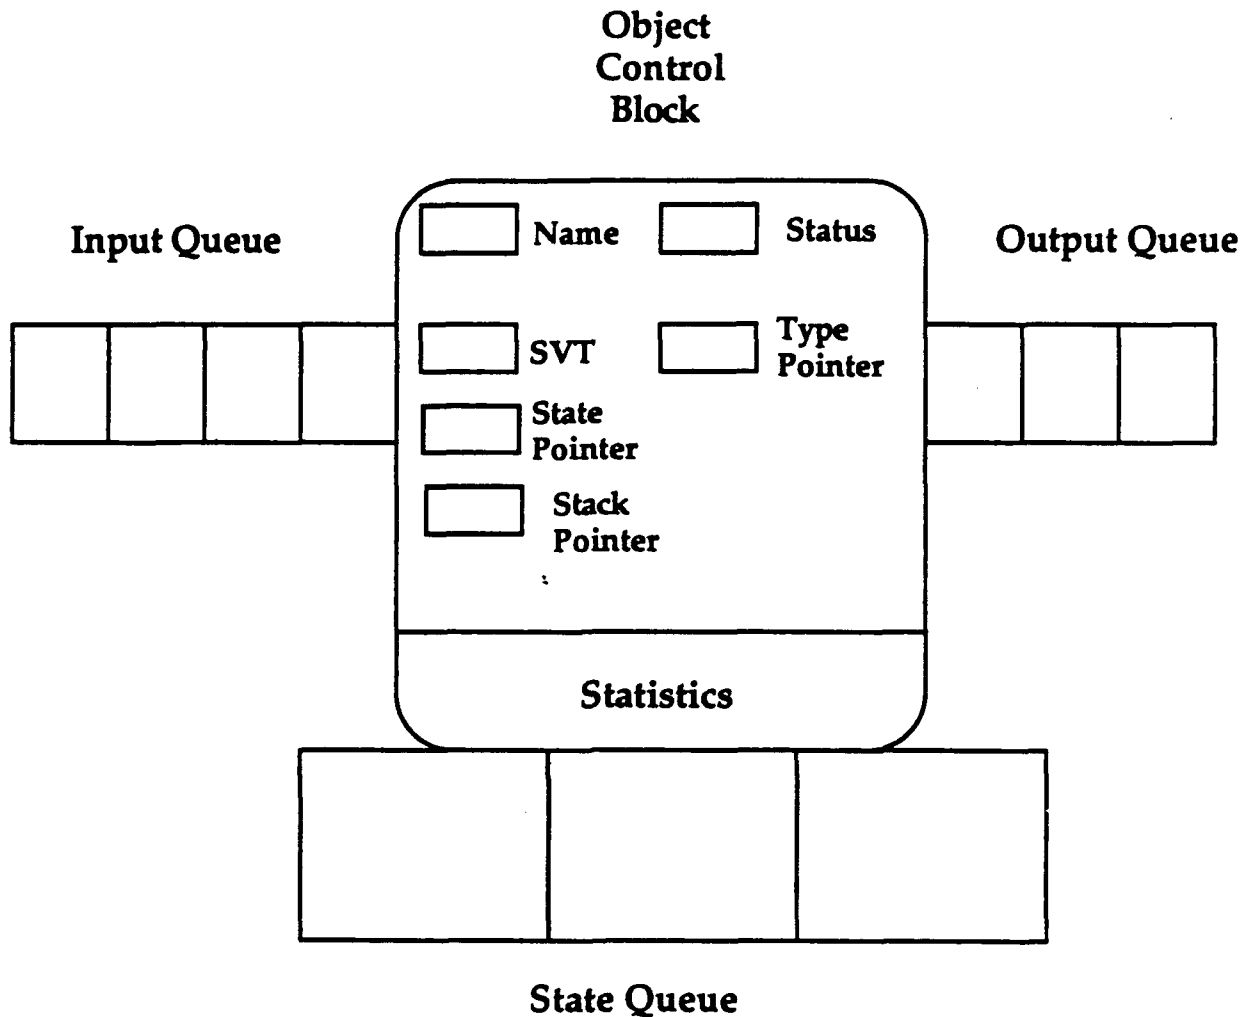 Object
Control
Block
Input Queue
Name
Status
Output Queue
SVT
Type
Pointer
State
Pointer
Stack
Pointer
Statistics
State Queue